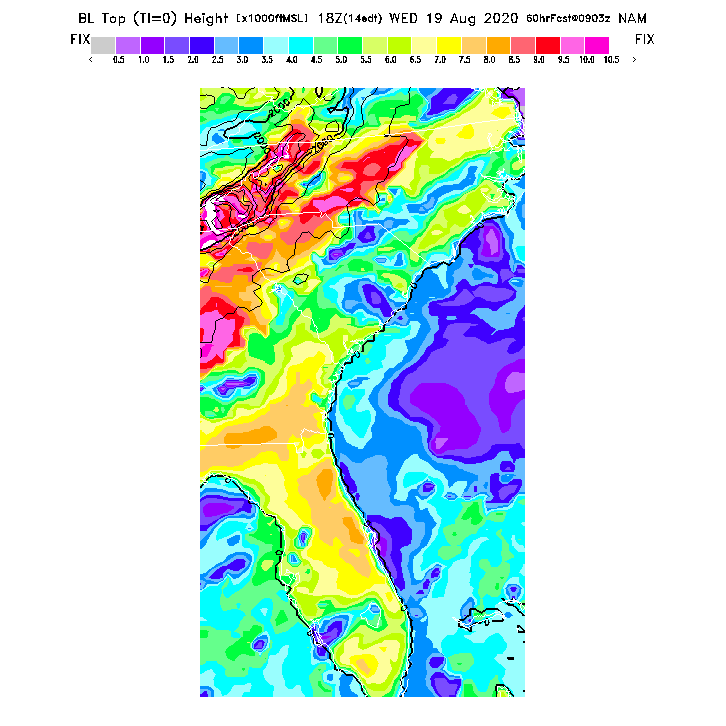 BL Top (TI=0) Height [x1000ftMSL] 18Z(14edt) WED 19 Aug 2020 60hrFcst@0903z NAM
FIX FIX
< 0.5 1.0 1.5 2.0 2.5 3.0 3.5 4.0 4.5 5.0 5.5 6.0 6.5 7.0 7.5 8.0 8.5 9.0 9.5 10.0 10.5 >
2000
2000
2000